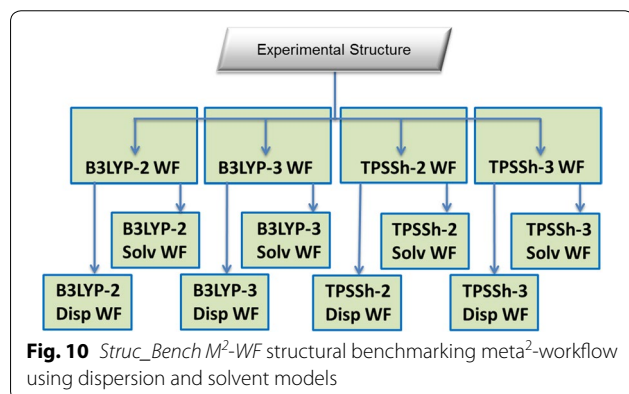 Experimental Structure
B3LYP-2 WF
B3LYP-3 WF
TPSSh-2 WF
TPSSh-3 WF
B3LYP-2
Solv WF
B3LYP-3
Solv WF
TPSSh-2
Solv WF
TPSSh-3
Solv WF
B3LYP-2
Disp WF
B3LYP-3
Disp WF
TPSSh-2
Disp WF
TPSSh-3
Disp WF
Fig. 10 Struc_Bench M²-WF structural benchmarking meta²-workflow
using dispersion and solvent models